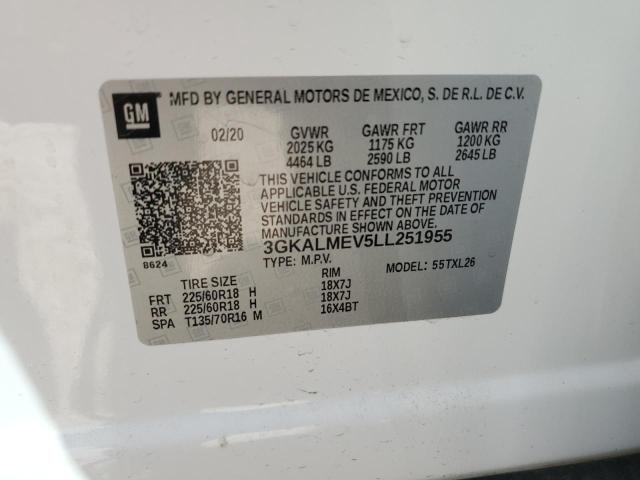 GM
MFD BY GENERAL MOTORS DE MEXICO, S. DE R.L. DE C.V.
02/20 GVWR GAWR FRT GAWR RR
2025 KG 1175 KG 1200 KG
4464 LB 2590 LB 2645 LB
THIS VEHICLE CONFORMS TO ALL
APPLICABLE U.S. FEDERAL MOTOR
VEHICLE SAFETY AND THEFT PREVENTION
STANDARDS IN EFFECT ON THE DATE OF
MANUFACTURE SHOWN ABOVE.
3GKALMEV5LL251955
8624
TYPE: M.P.V. MODEL: 55TXL26
TIRE SIZE RIM
FRT 225/60R18 H 18X7J
RR 225/60R18 H 18X7J
SPA T135/70R16 M 16X4BT